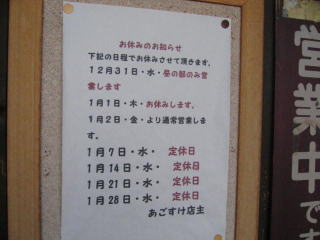 お休みのお知らせ
下記の日程でお休みさせて頂きます。
１２月３１日・水・昼の部のみ営
業します
１月１日・木・お休みします。
１月２日・金・より通常営業しま
す。
１月７日・水・　定休日
１月１４日・水・　定休日
１月２１日・水・　定休日
１月２８日・水・　定休日
あごすけ店主
営業中で